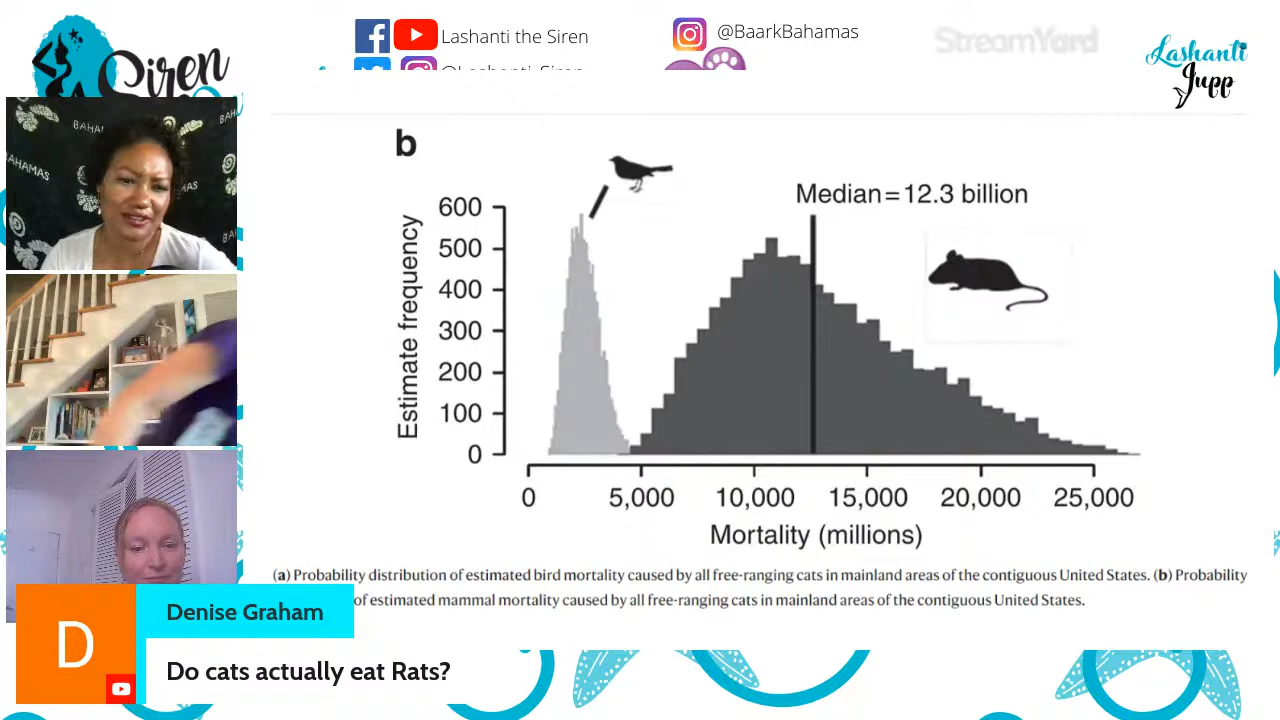 Siren
Lashanti the Siren
@BaarkBahamas
StreamYard
Lashanti
Jupp
@Lashanti_Siren
BAHAMAS
BAHAMAS
b
Median=12.3 billion
Estimate frequency
600
500
400
300
200
100
0
0 5,000 10,000 15,000 20,000 25,000
Mortality (millions)
(a) Probability distribution of estimated bird mortality caused by all free-ranging cats in mainland areas of the contiguous United States. (b) Probability
of estimated mammal mortality caused by all free-ranging cats in mainland areas of the contiguous United States.
D
Denise Graham
Do cats actually eat Rats?